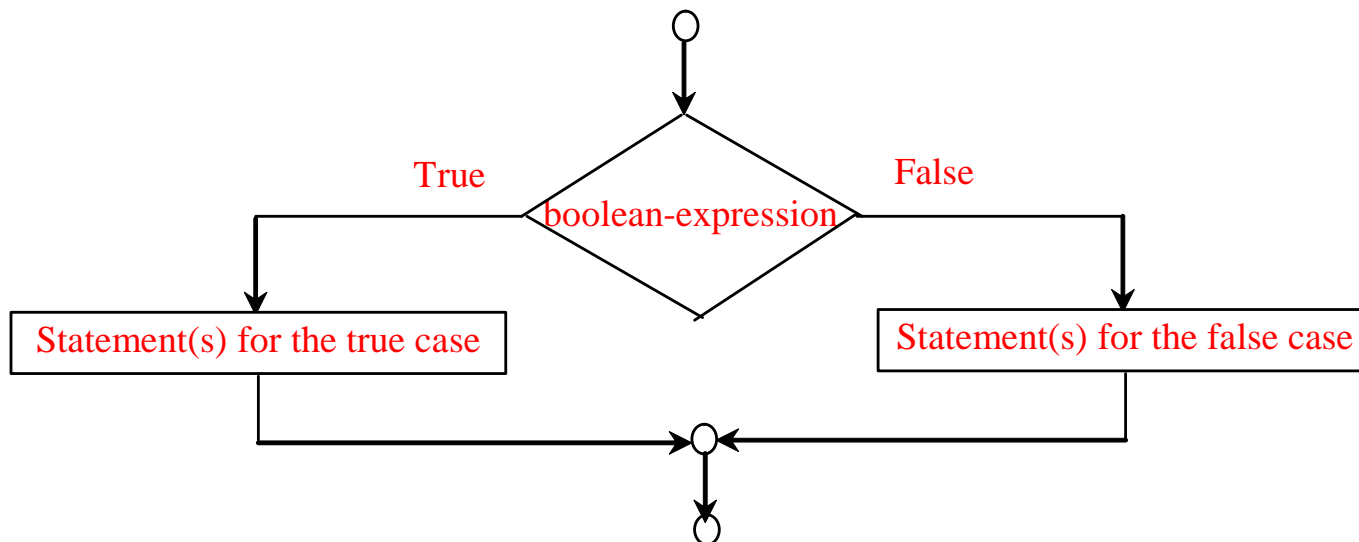 True
False
boolean-expression
Statement(s) for the true case
Statement(s) for the false case